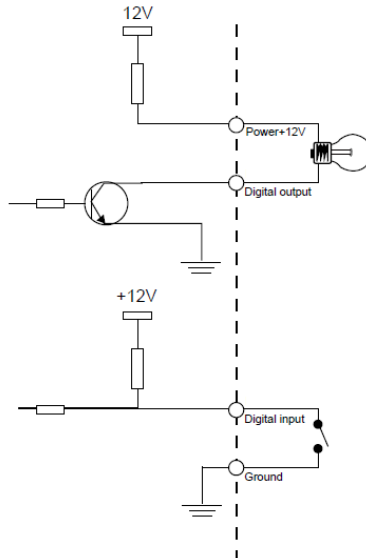 12V
Power+12V
Digital output
+12V
Digital input
Ground